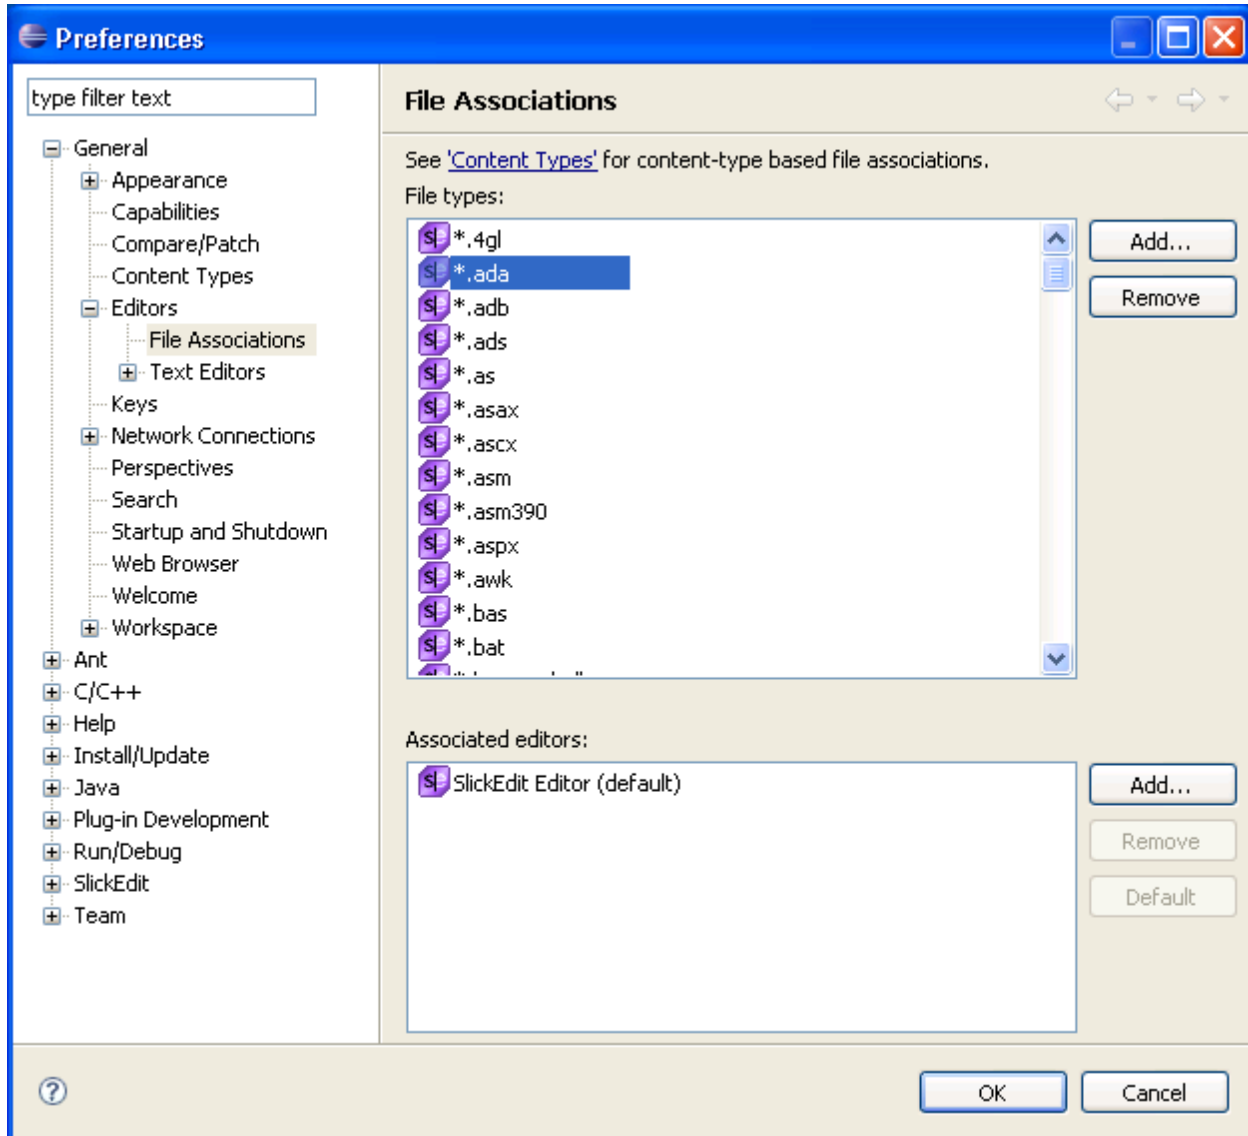 Preferences
type filter text
General
Appearance
Capabilities
Compare/Patch
Content Types
Editors
File Associations
Text Editors
Keys
Network Connections
Perspectives
Search
Startup and Shutdown
Web Browser
Welcome
Workspace
Ant
C/C++
Help
Install/Update
Java
Plug-in Development
Run/Debug
SlickEdit
Team
File Associations
See 'Content Types' for content-type based file associations.
File types:
*.4gl
*.ada
*.adb
*.ads
*.as
*.asax
*.ascx
*.asm
*.asm390
*.aspx
*.awk
*.bas
*.bat
Add...
Remove
Associated editors:
SlickEdit Editor (default)
Add...
Remove
Default
OK
Cancel